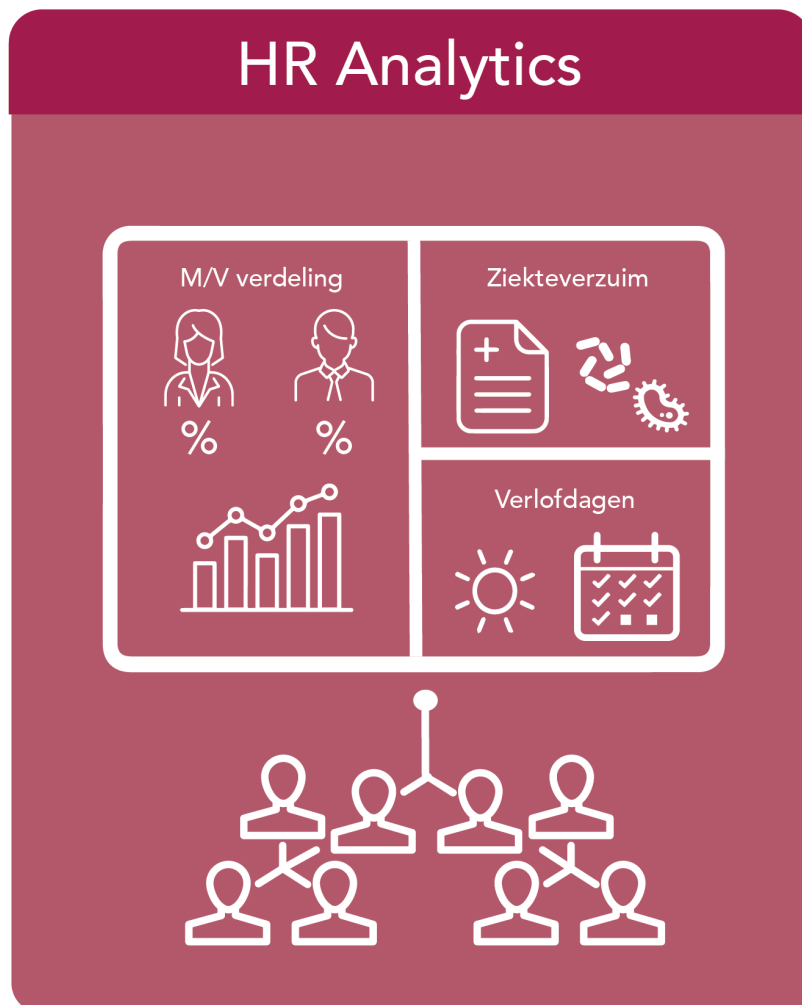 HR Analytics
M/V verdeling
Ziekteverzuim
% %
Verlofdagen